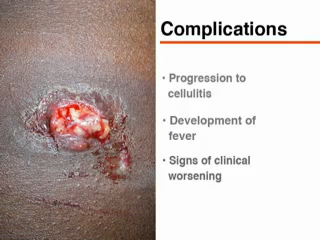 Complications
• Progression to
cellulitis
• Development of
fever
• Signs of clinical
worsening